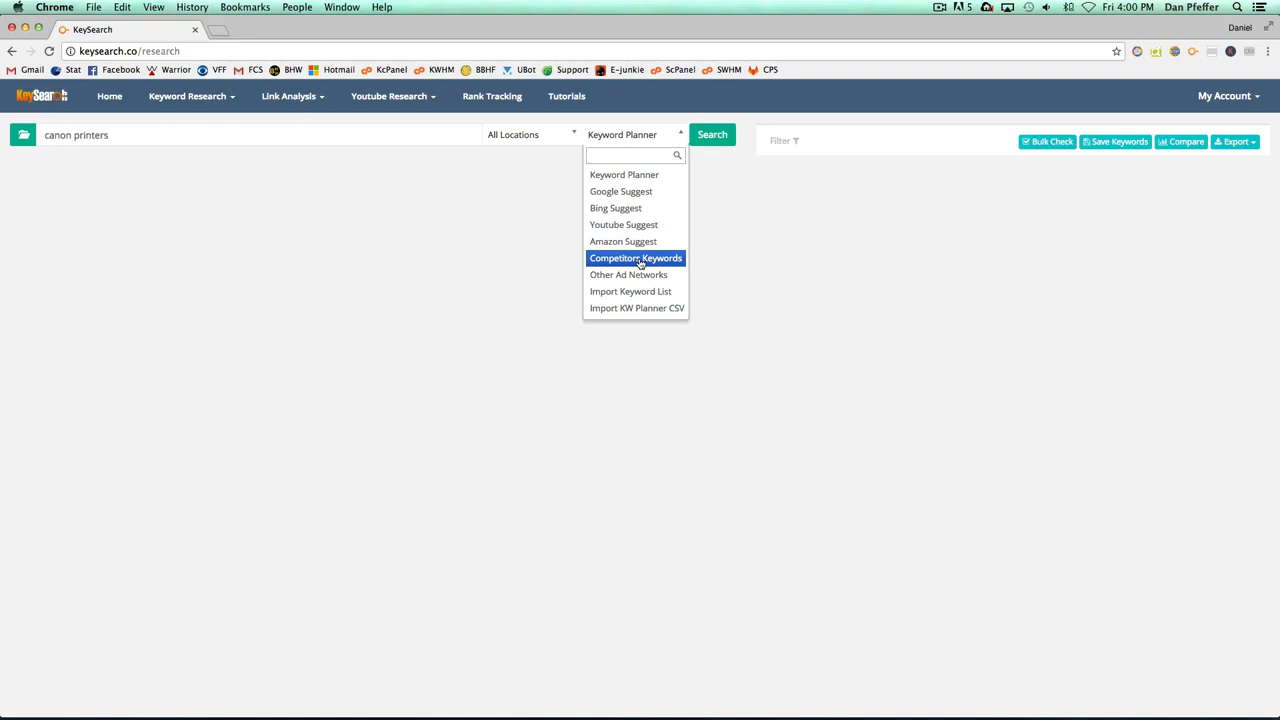 Chrome File Edit View History Bookmarks People Window Help 5 Fri 4:00 PM Dan Pfeffer
KeySearch Daniel
keysearch.co/research
Gmail Stat Facebook Warrior VFF FCS BHW Hotmail KcPanel KWHM BBHF UBot Support E-junkie ScPanel SWHM CPS
KeySearch Home Keyword Research Link Analysis Youtube Research Rank Tracking Tutorials My Account
canon printers All Locations Keyword Planner Search Filter Bulk Check Save Keywords Compare Export
Keyword Planner
Google Suggest
Bing Suggest
Youtube Suggest
Amazon Suggest
Competitors Keywords
Other Ad Networks
Import Keyword List
Import KW Planner CSV